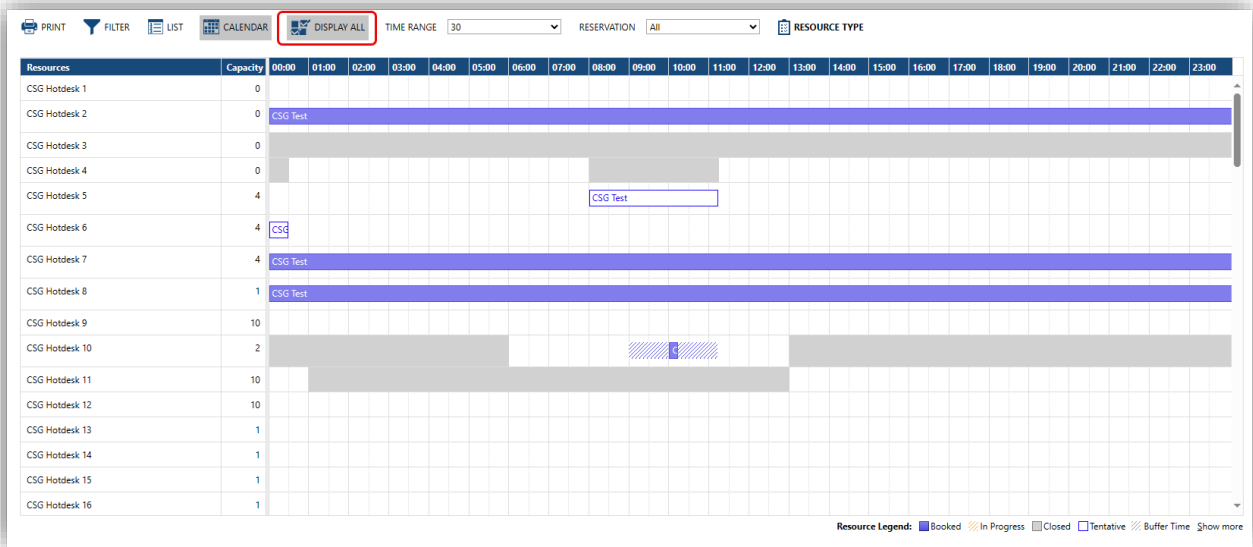 PRINT FILTER LIST CALENDAR DISPLAY ALL TIME RANGE 30 RESERVATION All RESOURCE TYPE
Resources Capacity 00:00 01:00 02:00 03:00 04:00 05:00 06:00 07:00 08:00 09:00 10:00 11:00 12:00 13:00 14:00 15:00 16:00 17:00 18:00 19:00 20:00 21:00 22:00 23:00
CSG Hotdesk 1 0
CSG Hotdesk 2 0 CSG Test
CSG Hotdesk 3 0
CSG Hotdesk 4 0
CSG Hotdesk 5 4 CSG Test
CSG Hotdesk 6 4 CSG
CSG Hotdesk 7 4 CSG Test
CSG Hotdesk 8 1 CSG Test
CSG Hotdesk 9 10
CSG Hotdesk 10 2 C
CSG Hotdesk 11 10
CSG Hotdesk 12 10
CSG Hotdesk 13 1
CSG Hotdesk 14 1
CSG Hotdesk 15 1
CSG Hotdesk 16 1
Resource Legend: Booked In Progress Closed Tentative Buffer Time Show more